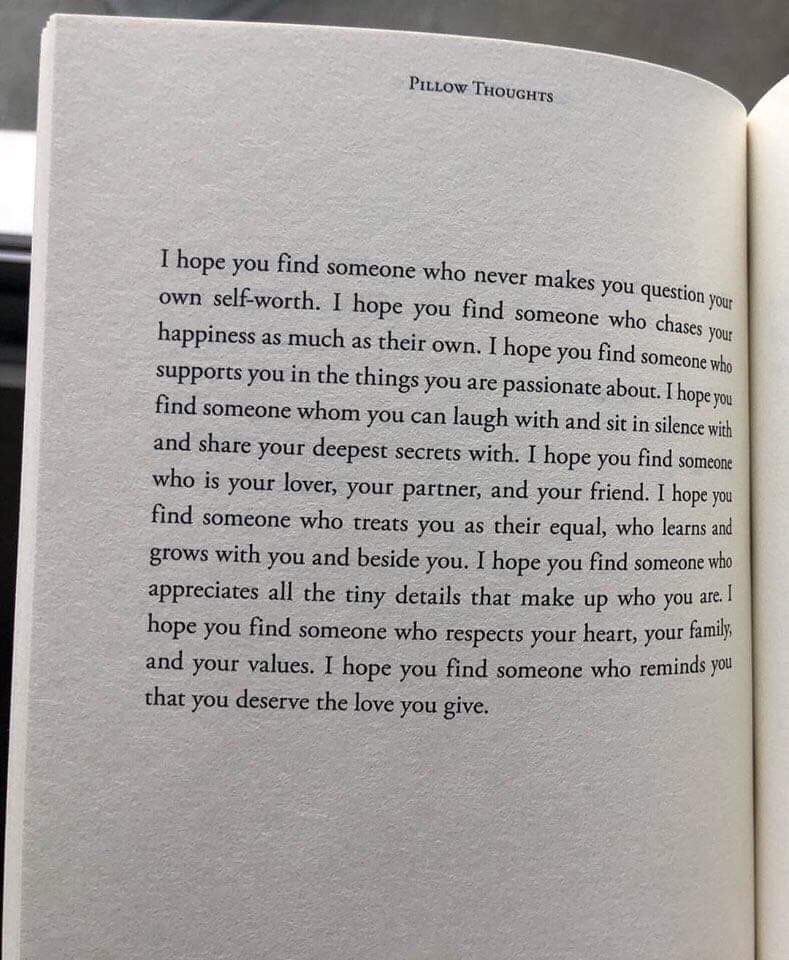 PILLOW THOUGHTS
I hope you find someone who never makes you question your
own self-worth. I hope you find someone who chases your
happiness as much as their own. I hope you find someone who
supports you in the things you are passionate about. I hope you
find someone whom you can laugh with and sit in silence with
and share your deepest secrets with. I hope you find someone
who is your lover, your partner, and your friend. I hope you
find someone who treats you as their equal, who learns and
grows with you and beside you. I hope you find someone who
appreciates all the tiny details that make up who you are. I
hope you find someone who respects your heart, your family,
and your values. I hope you find someone who reminds you
that you deserve the love you give.